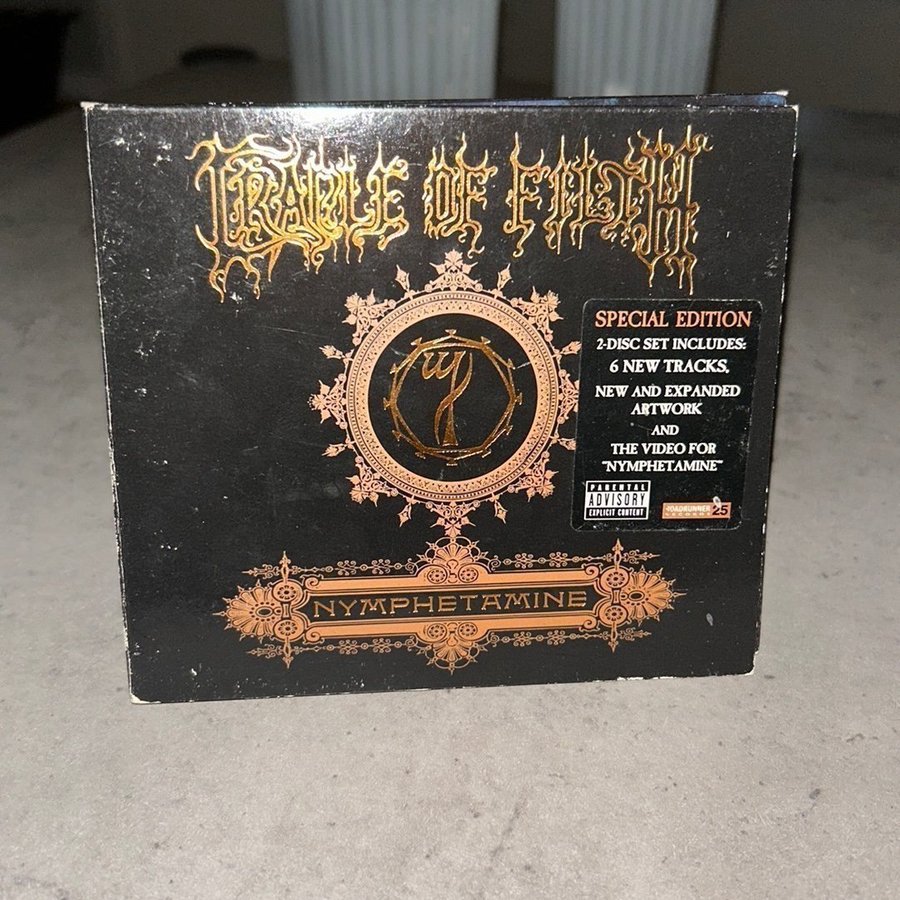 CRADLE OF FILTH
SPECIAL EDITION
2-DISC SET INCLUDES:
6 NEW TRACKS,
NEW AND EXPANDED
ARTWORK
AND
THE VIDEO FOR
"NYMPHETAMINE"
PARENTAL
ADVISORY
EXPLICIT CONTENT
ROADRUNNER
RECORDS
25
NYMPHETAMINE